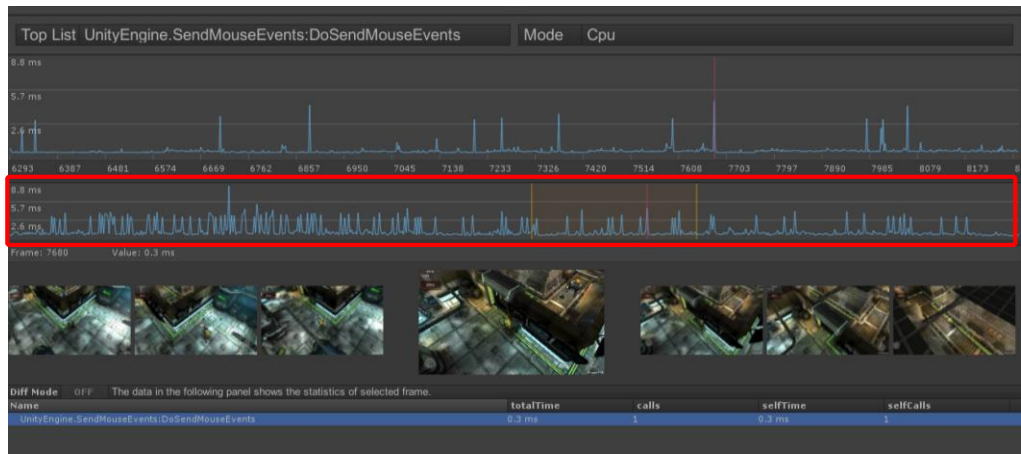 Top List UnityEngine.SendMouseEvents:DoSendMouseEvents Mode Cpu
8.8 ms
5.7 ms
2.6 ms
6293 6387 6481 6574 6669 6762 6857 6950 7045 7138 7233 7326 7420 7514 7608 7703 7797 7890 7985 8079 8173 8
8.8 ms
5.7 ms
2.6 ms
Frame: 7680 Value: 0.3 ms
Diff Mode OFF The data in the following panel shows the statistics of selected frame.
Name totalTime calls selfTime selfCalls
UnityEngine.SendMouseEvents:DoSendMouseEvents 0.3 ms 1 0.3 ms 1